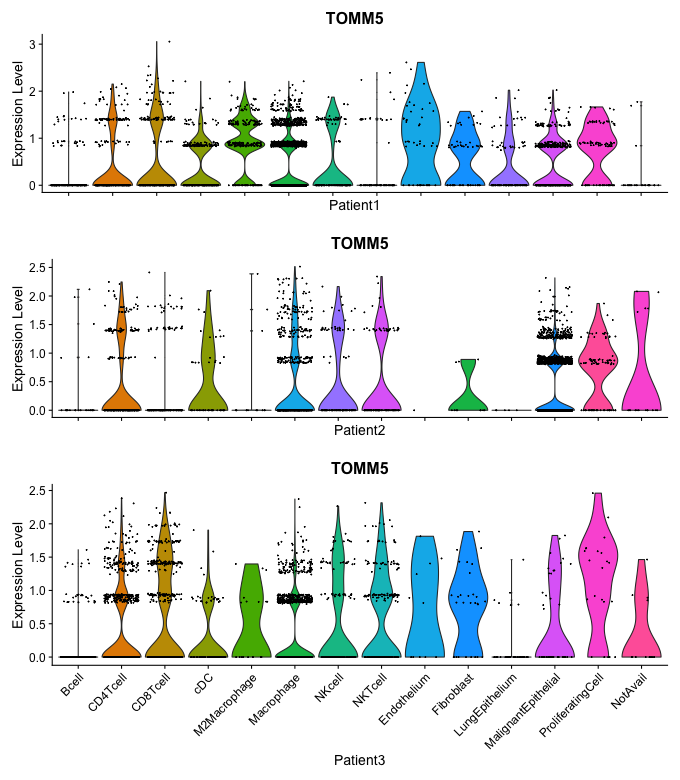 TOMM5
Expression Level
3
2
1
0
Patient1
TOMM5
Expression Level
2.5
2.0
1.5
1.0
0.5
0.0
Patient2
TOMM5
Expression Level
2.5
2.0
1.5
1.0
0.5
0.0
Bcell
CD4Tcell
CD8Tcell
cDC
M2Macrophage
Macrophage
NKcell
NKTcell
Endothelium
Fibroblast
LungEpithelium
MalignantEpithelial
ProliferatingCell
NotAvail
Patient3